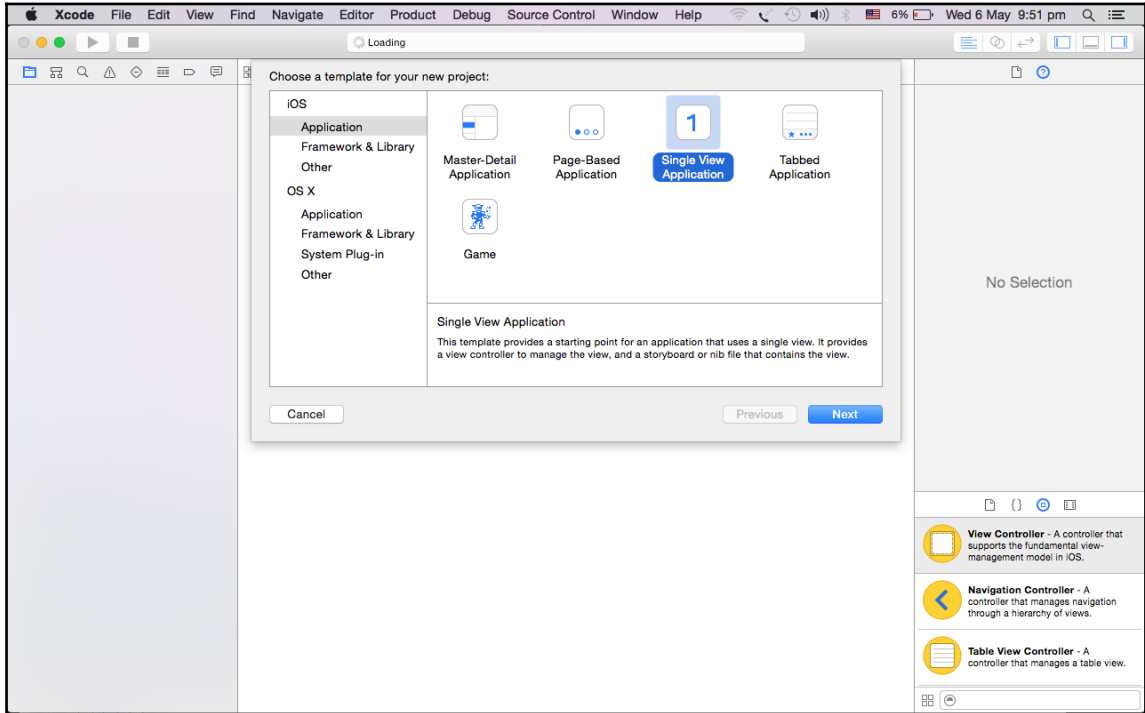 Xcode File Edit View Find Navigate Editor Product Debug Source Control Window Help 6% Wed 6 May 9:51 pm
Loading
Choose a template for your new project:
iOS
Application
Framework & Library
Other
OS X
Application
Framework & Library
System Plug-in
Other
Master-Detail
Application
Page-Based
Application
1
Single View
Application
Tabbed
Application
Game
Single View Application
This template provides a starting point for an application that uses a single view. It provides
a view controller to manage the view, and a storyboard or nib file that contains the view.
Cancel
Previous
Next
No Selection
{}
View Controller - A controller that
supports the fundamental view-
management model in iOS.
Navigation Controller - A
controller that manages navigation
through a hierarchy of views.
Table View Controller - A
controller that manages a table view.